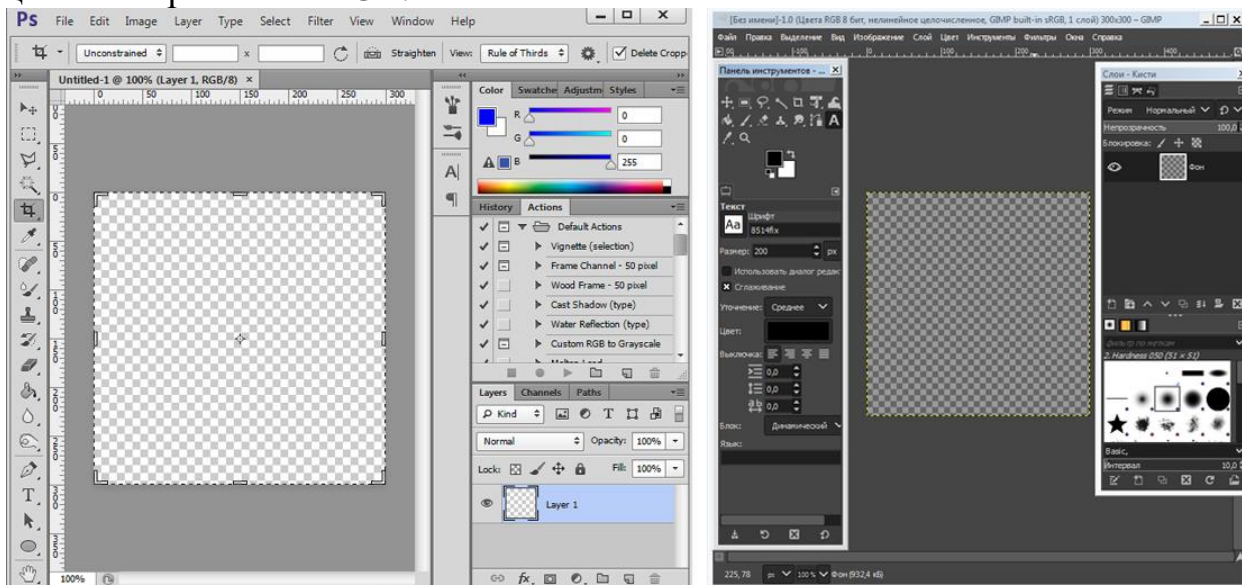 Ps File Edit Image Layer Type Select Filter View Window Help
Unconstrained x Straighten View: Rule of Thirds Delete Cropp
Untitled-1 @ 100% (Layer 1, RGB/8) ×
0 50 100 150 200 250 300
100%
Color Swatche Adjustm Styles
R 0
G 0
B 255
History Actions
Default Actions
Vignette (selection)
Frame Channel - 50 pixel
Wood Frame - 50 pixel
Cast Shadow (type)
Water Reflection (type)
Custom RGB to Grayscale
Layers Channels Paths
Kind
Normal Opacity: 100%
Lock: Fill: 100%
Layer 1
fx
[Без имени]-1.0 (Цвета RGB 8 бит, нелинейное целочисленное, GIMP built-in sRGB, 1 слой) 300x300 – GIMP
Файл Правка Выделение Вид Изображение Слой Цвет Инструменты Фильтры Окна Справка
Панель инструментов - ...
Текст
Шрифт
Aa 8514fix
Размер: 200 px
Использовать диалог редак
Сглаживание
Уточнение: Среднее
Цвет:
Выключка:
0,0
0,0
0,0
Блок: Динамический
Язык:
225,78 px 100 % Фон (932,4 кБ)
Слои - Кисти
Режим Нормальный
Непрозрачность 100,0
Блокировка:
Фон
фильтр по меткам
2. Hardness 050 (51 × 51)
Basic,
Интервал 10,0